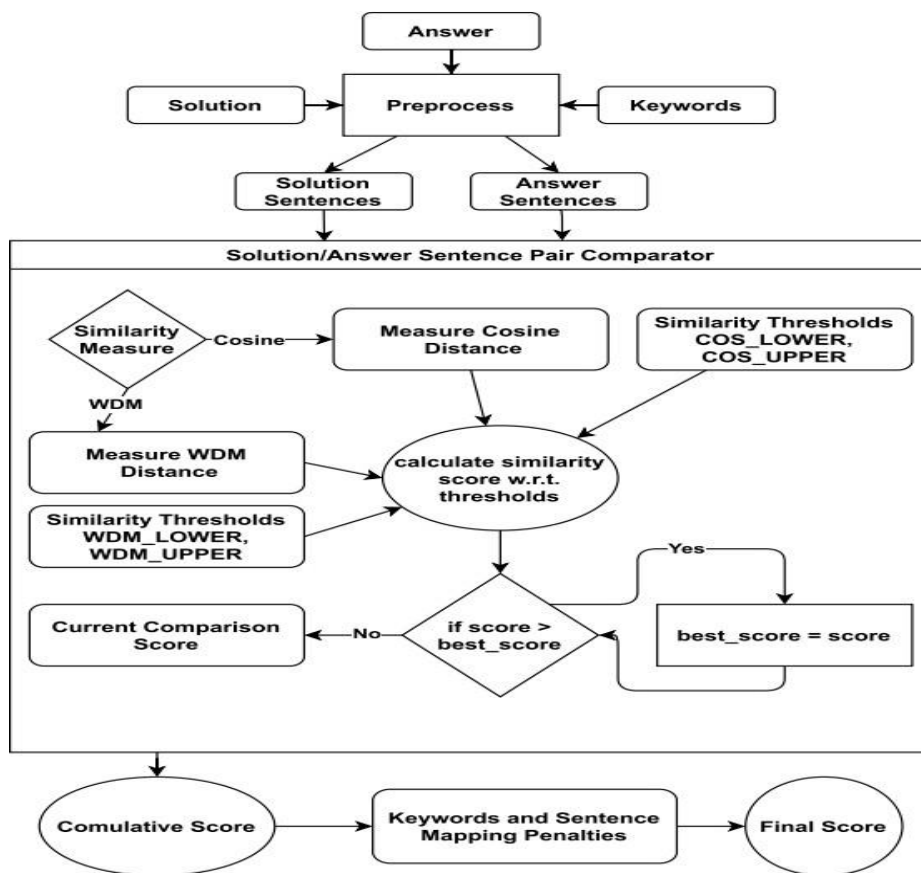 Answer
Solution
Preprocess
Keywords
Solution
Sentences
Answer
Sentences
Solution/Answer Sentence Pair Comparator
Similarity
Measure
Cosine
Measure Cosine
Distance
Similarity Thresholds
COS_LOWER,
COS_UPPER
WDM
Measure WDM
Distance
calculate similarity
score w.r.t.
thresholds
Similarity Thresholds
WDM_LOWER,
WDM_UPPER
Yes
Current Comparison
Score
No
if score >
best_score
best_score = score
Comulative Score
Keywords and Sentence
Mapping Penalties
Final Score